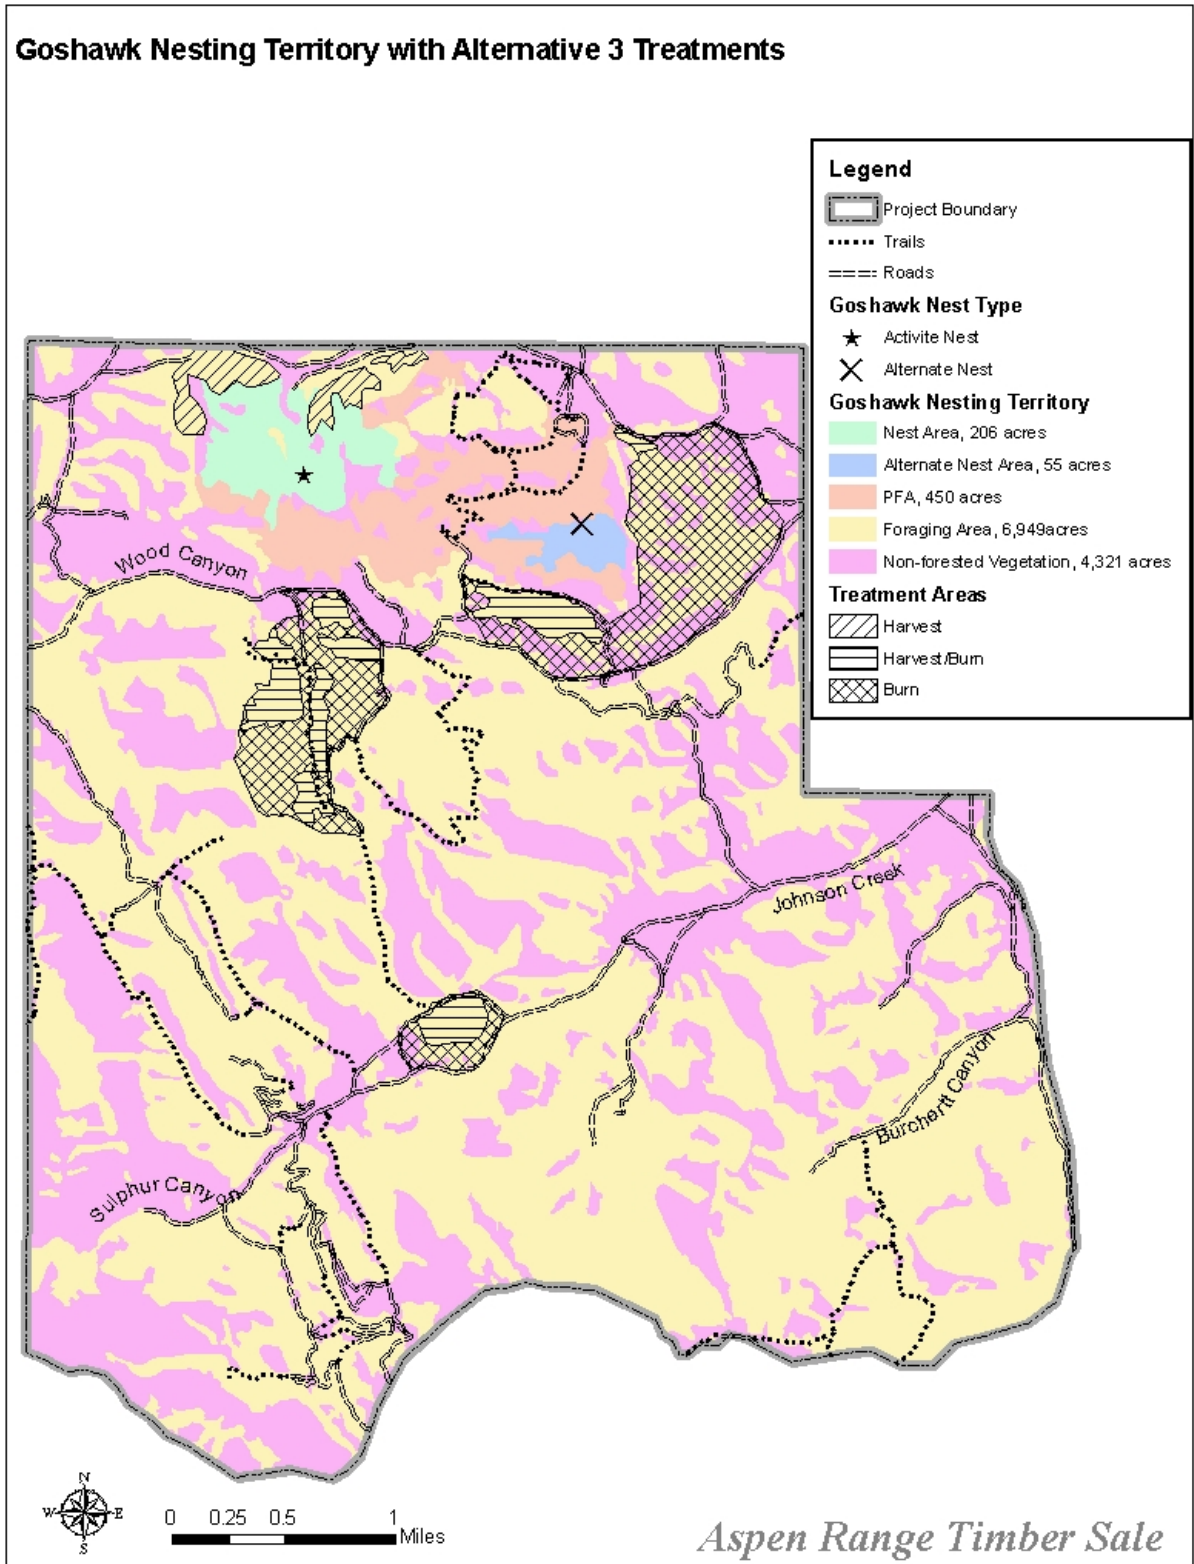 Goshawk Nesting Territory with Alternative 3 Treatments
Legend
Project Boundary
Trails
Roads
Goshawk Nest Type
Activite Nest
Alternate Nest
Goshawk Nesting Territory
Nest Area, 206 acres
Alternate Nest Area, 55 acres
PFA, 450 acres
Foraging Area, 6,949acres
Non-forested Vegetation, 4,321 acres
Treatment Areas
Harvest
Harvest/Burn
Burn
Wood Canyon
Johnson Creek
Burchertt Canyon
Sulphur Canyon
N
W E
S
0 0.25 0.5 1
Miles
Aspen Range Timber Sale